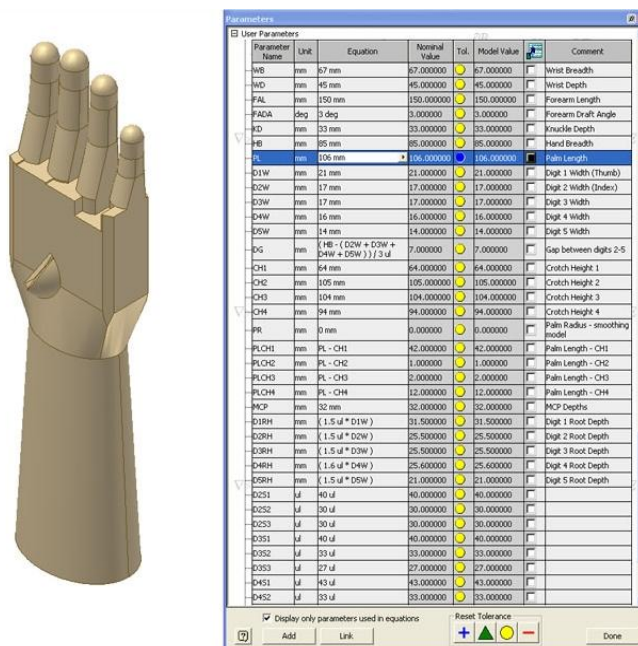 Parameters
User Parameters
Parameter Name Unit Equation Nominal Value Tol. Model Value Comment
WB mm 67 mm 67.000000 67.000000 Wrist Breadth
WD mm 45 mm 45.000000 45.000000 Wrist Depth
FAL mm 150 mm 150.000000 150.000000 Forearm Length
FADA deg 3 deg 3.000000 3.000000 Forearm Draft Angle
KD mm 33 mm 33.000000 33.000000 Knuckle Depth
HB mm 85 mm 85.000000 85.000000 Hand Breadth
PL mm 106 mm 106.000000 106.000000 Palm Length
D1W mm 21 mm 21.000000 21.000000 Digit 1 Width (Thumb)
D2W mm 17 mm 17.000000 17.000000 Digit 2 Width (Index)
D3W mm 17 mm 17.000000 17.000000 Digit 3 Width
D4W mm 16 mm 16.000000 16.000000 Digit 4 Width
D5W mm 14 mm 14.000000 14.000000 Digit 5 Width
DG mm ( HB - ( D2W + D3W + D4W + D5W ) ) / 3 ul 7.000000 7.000000 Gap between digits 2-5
CH1 mm 64 mm 64.000000 64.000000 Crotch Height 1
CH2 mm 105 mm 105.000000 105.000000 Crotch Height 2
CH3 mm 104 mm 104.000000 104.000000 Crotch Height 3
CH4 mm 94 mm 94.000000 94.000000 Crotch Height 4
PR mm 0 mm 0.000000 0.000000 Palm Radius - smoothing model
PLCH1 mm PL - CH1 42.000000 42.000000 Palm Length - CH1
PLCH2 mm PL - CH2 1.000000 1.000000 Palm Length - CH2
PLCH3 mm PL - CH3 2.000000 2.000000 Palm Length - CH3
PLCH4 mm PL - CH4 12.000000 12.000000 Palm Length - CH4
MCP mm 32 mm 32.000000 32.000000 MCP Depths
D1RH mm ( 1.5 ul * D1W ) 31.500000 31.500000 Digit 1 Root Depth
D2RH mm ( 1.5 ul * D2W ) 25.500000 25.500000 Digit 2 Root Depth
D3RH mm ( 1.5 ul * D3W ) 25.500000 25.500000 Digit 3 Root Depth
D4RH mm ( 1.6 ul * D4W ) 25.600000 25.600000 Digit 4 Root Depth
D5RH mm ( 1.5 ul * D5W ) 21.000000 21.000000 Digit 5 Root Depth
D2S1 ul 40 ul 40.000000 40.000000
D2S2 ul 30 ul 30.000000 30.000000
D2S3 ul 30 ul 30.000000 30.000000
D3S1 ul 40 ul 40.000000 40.000000
D3S2 ul 33 ul 33.000000 33.000000
D3S3 ul 27 ul 27.000000 27.000000
D4S1 ul 43 ul 43.000000 43.000000
D4S2 ul 33 ul 33.000000 33.000000
Display only parameters used in equations
Reset Tolerance
? Add Link + − Done